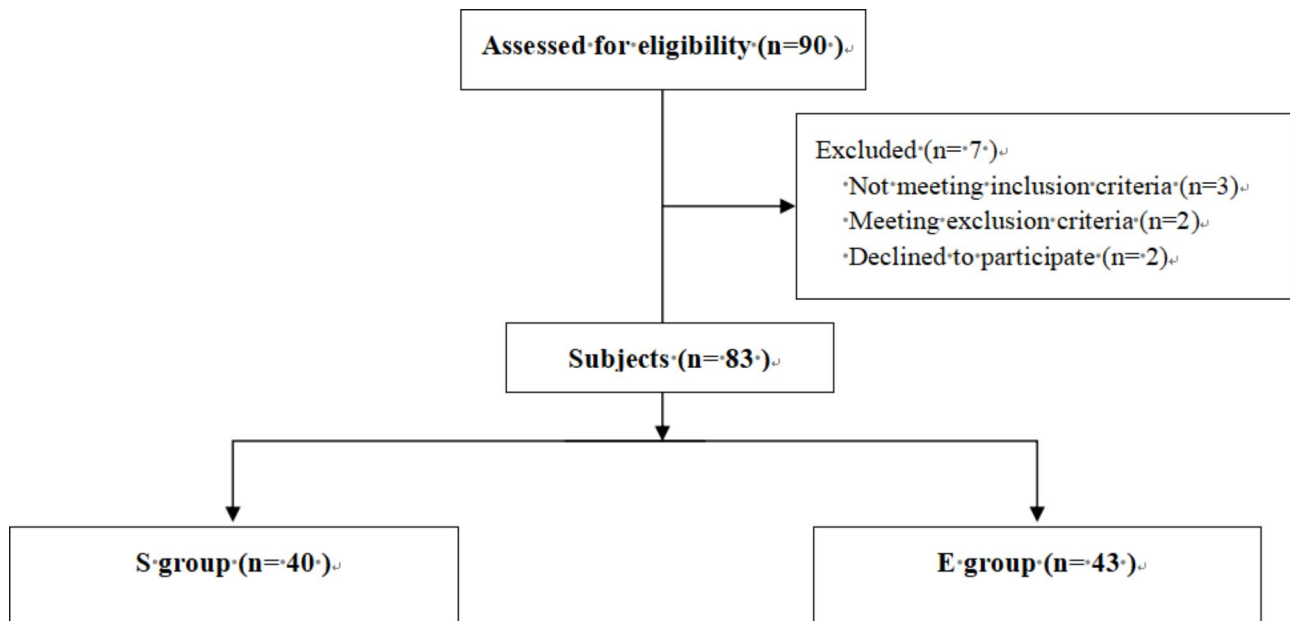 Assessed·for·eligibility·(n=90·)↵
Excluded·(n=·7·)↵
·Not·meeting·inclusion·criteria·(n=3)↵
·Meeting·exclusion·criteria·(n=2)↵
·Declined·to·participate·(n=·2)↵
Subjects·(n=·83·)↵
S·group·(n=·40·)↵
E·group·(n=·43·)↵